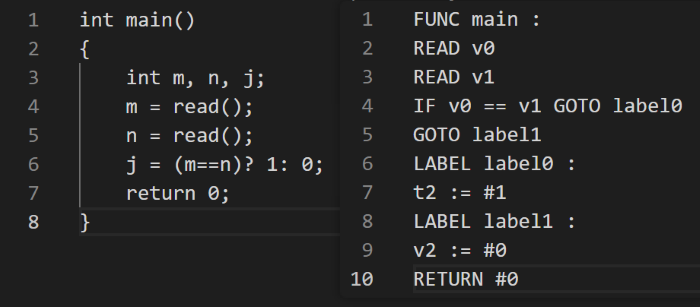 1 int main()
2 {
3 int m, n, j;
4 m = read();
5 n = read();
6 j = (m==n)? 1: 0;
7 return 0;
8 }
1 FUNC main :
2 READ v0
3 READ v1
4 IF v0 == v1 GOTO label0
5 GOTO label1
6 LABEL label0 :
7 t2 := #1
8 LABEL label1 :
9 v2 := #0
10 RETURN #0